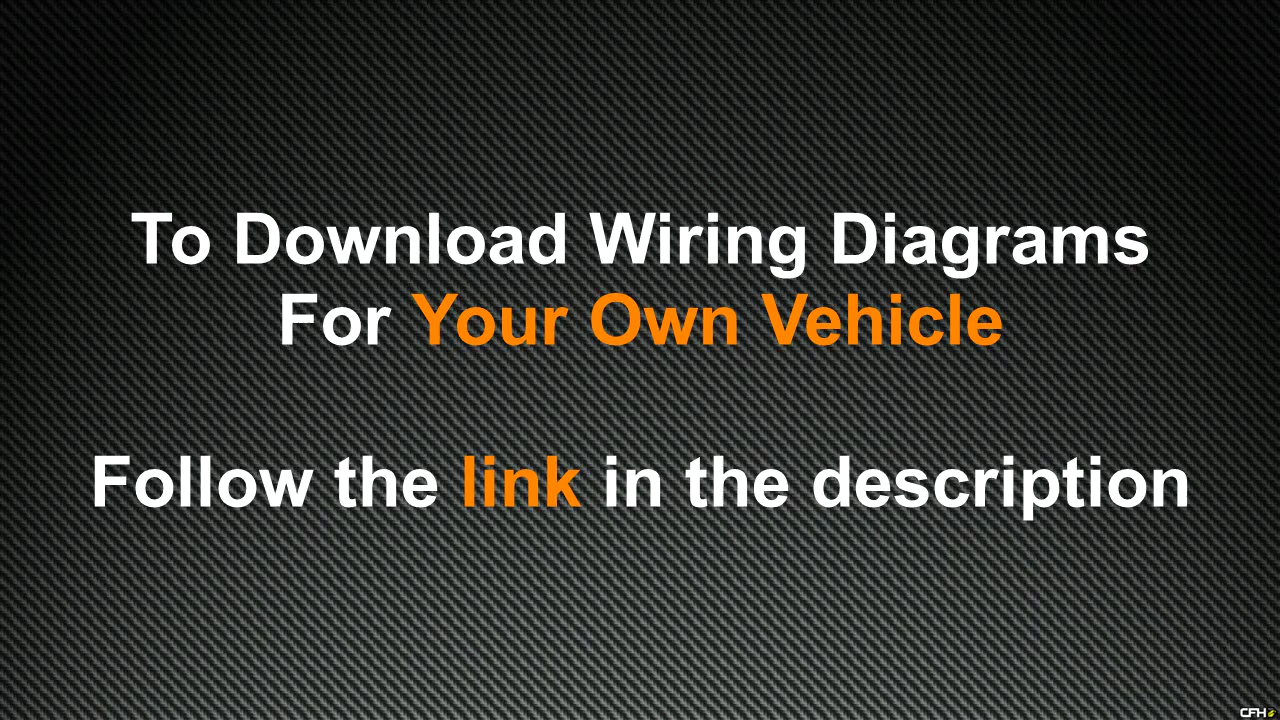 To Download Wiring Diagrams
For Your Own Vehicle
Follow the link in the description
CFH